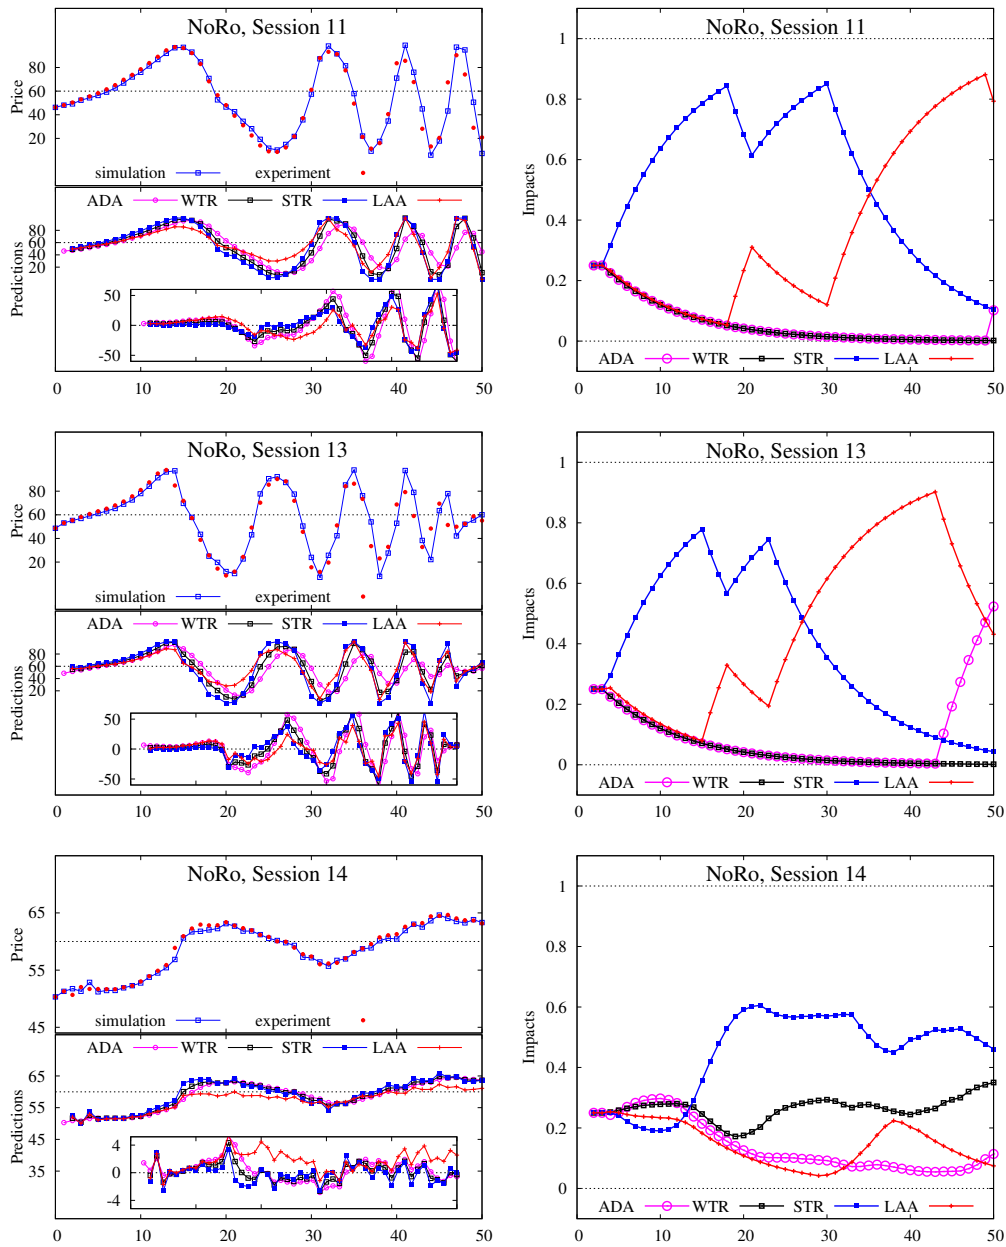 NoRo, Session 11
Price
80
60
40
20
simulation experiment
ADA WTR STR LAA
Predictions
80
60
40
20
50
0
-50
0 10 20 30 40 50
NoRo, Session 11
Impacts
1
0.8
0.6
0.4
0.2
0
ADA WTR STR LAA
0 10 20 30 40 50
NoRo, Session 13
Price
80
60
40
20
simulation experiment
ADA WTR STR LAA
Predictions
80
60
40
20
50
0
-50
0 10 20 30 40 50
NoRo, Session 13
Impacts
1
0.8
0.6
0.4
0.2
0
ADA WTR STR LAA
0 10 20 30 40 50
NoRo, Session 14
Price
65
55
45
simulation experiment
ADA WTR STR LAA
Predictions
65
55
45
35
4
0
-4
0 10 20 30 40 50
NoRo, Session 14
Impacts
1
0.8
0.6
0.4
0.2
0
ADA WTR STR LAA
0 10 20 30 40 50